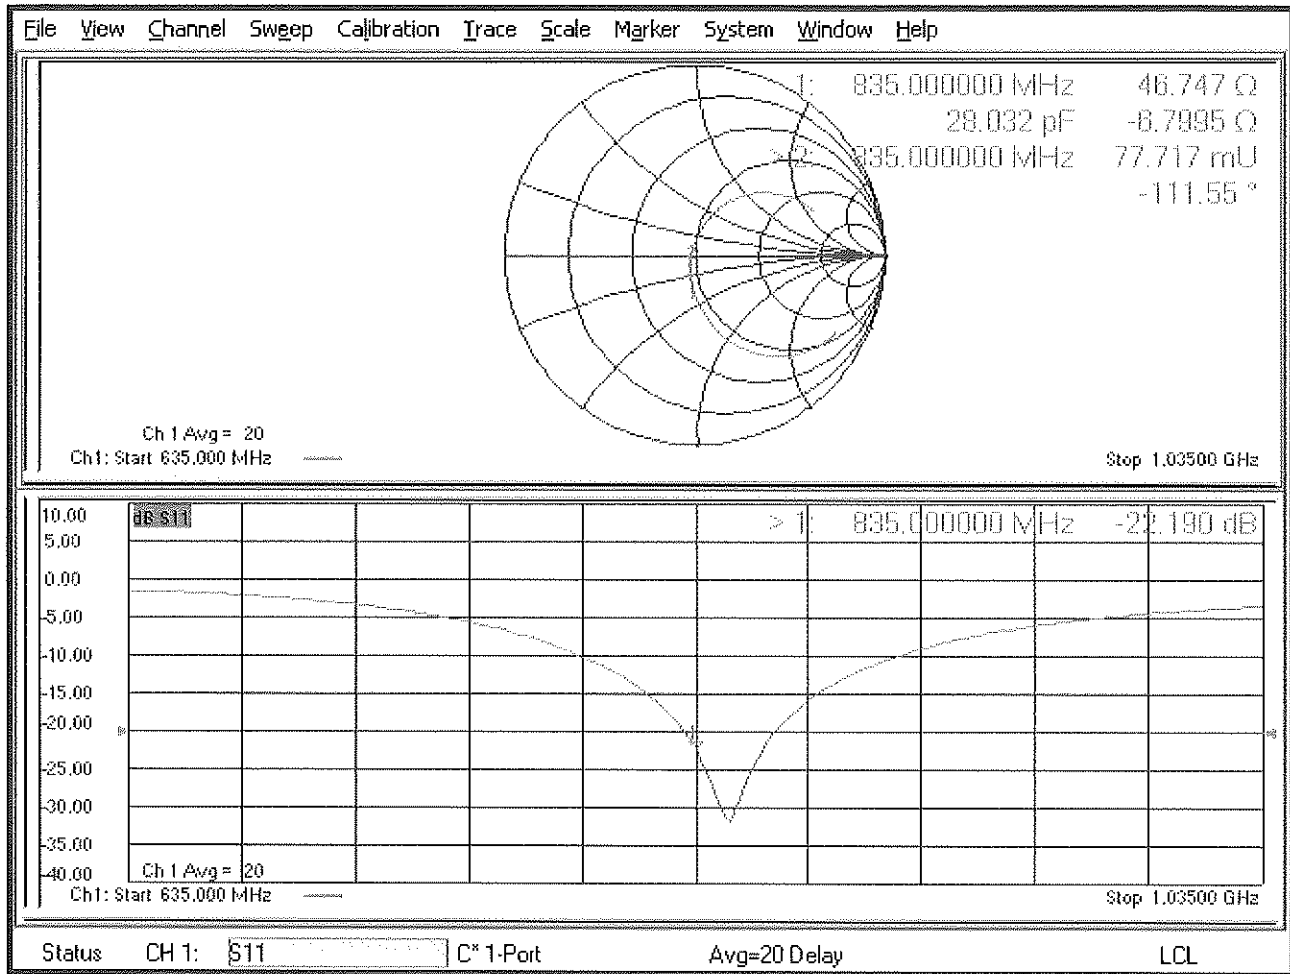 File View Channel Sweep Calibration Trace Scale Marker System Window Help
1: 835.000000 MHz 46.747 Ω
28.032 pF -6.7995 Ω
> 2: 835.000000 MHz 77.717 mU
-111.55 °
Ch 1 Avg = 20
Ch1: Start 635.000 MHz
Stop 1.03500 GHz
10.00
dB S11
> 1: 835.000000 MHz -22.190 dB
5.00
0.00
-5.00
-10.00
-15.00
-20.00
-25.00
-30.00
-35.00
-40.00
Ch 1 Avg = 20
Ch1: Start 635.000 MHz
Stop 1.03500 GHz
Status CH 1: S11 C* 1-Port Avg=20 Delay LCL